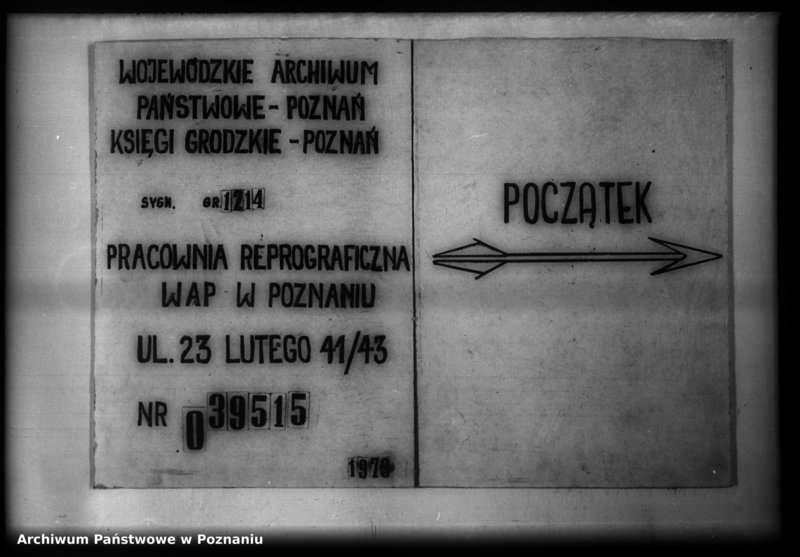 WOJEWÓDZKIE ARCHIWUM
PAŃSTWOWE - POZNAŃ
KSIĘGI GRODZKIE - POZNAŃ
SYGN. GR 1214
PRACOWNIA REPROGRAFICZNA
WAP W POZNANIU
UL. 23 LUTEGO 41/43
NR 039515
1970
POCZĄTEK
Archiwum Państwowe w Poznaniu